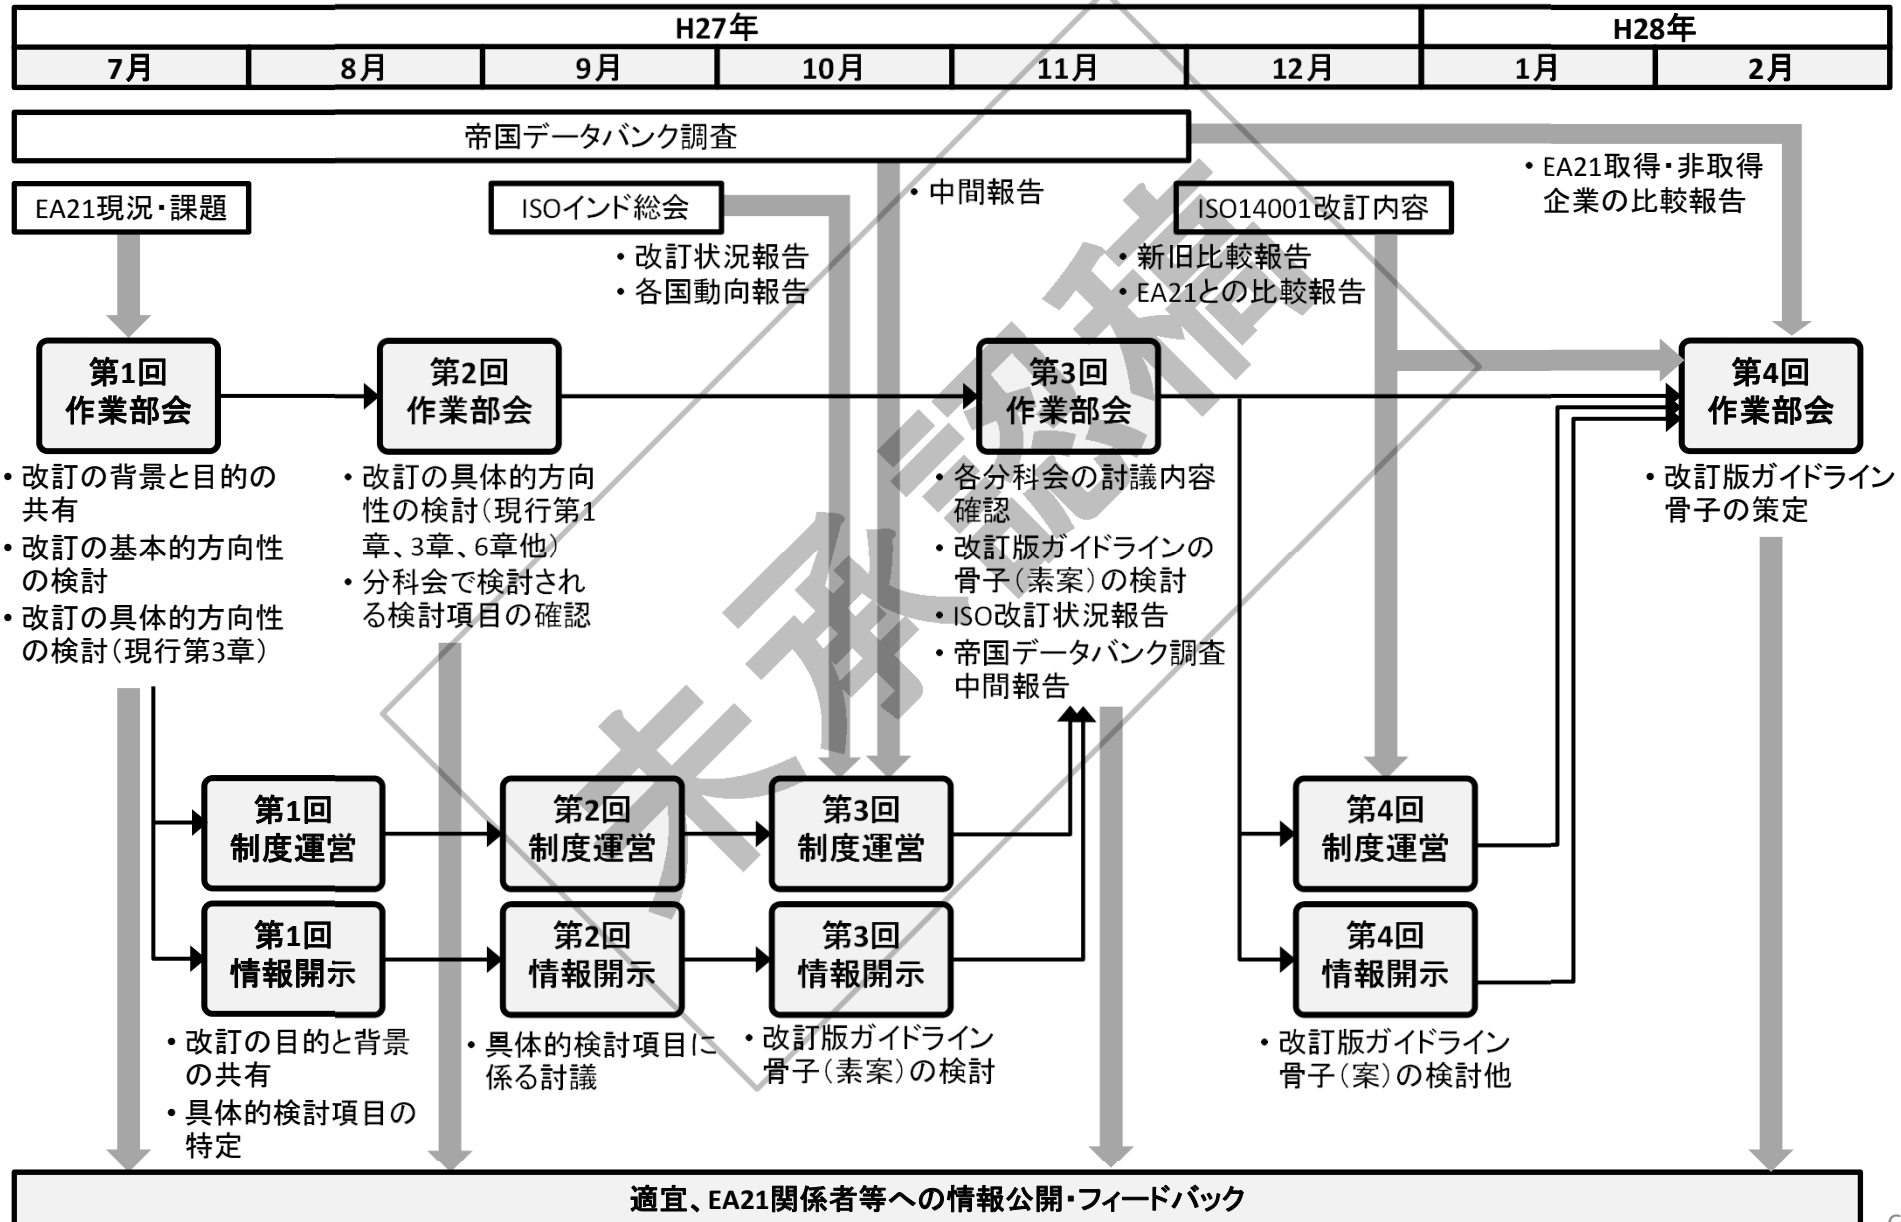 H27年
H28年
7月
8月
9月
10月
11月
12月
1月
2月
帝国データバンク調査
• EA21取得・非取得
企業の比較報告
• 中間報告
EA21現況・課題
ISOインド総会
ISO14001改訂内容
• 改訂状況報告
• 各国動向報告
• 新旧比較報告
• EA21との比較報告
第1回
作業部会
第2回
作業部会
第3回
作業部会
第4回
作業部会
• 改訂の背景と目的の
共有
• 改訂の基本的方向性
の検討
• 改訂の具体的方向性
の検討（現行第3章）
• 改訂の具体的方向
性の検討（現行第1
章、3章、6章他）
• 分科会で検討され
る検討項目の確認
• 各分科会の討議内容
確認
• 改訂版ガイドラインの
骨子（素案）の検討
• ISO改訂状況報告
• 帝国データバンク調査
中間報告
• 改訂版ガイドライン
骨子の策定
未承認稿
第1回
制度運営
第2回
制度運営
第3回
制度運営
第4回
制度運営
第1回
情報開示
第2回
情報開示
第3回
情報開示
第4回
情報開示
• 改訂の目的と背景
の共有
• 具体的検討項目の
特定
• 具体的検討項目に
係る討議
• 改訂版ガイドライン
骨子（素案）の検討
• 改訂版ガイドライン
骨子（案）の検討他
適宜、EA21関係者等への情報公開・フィードバック